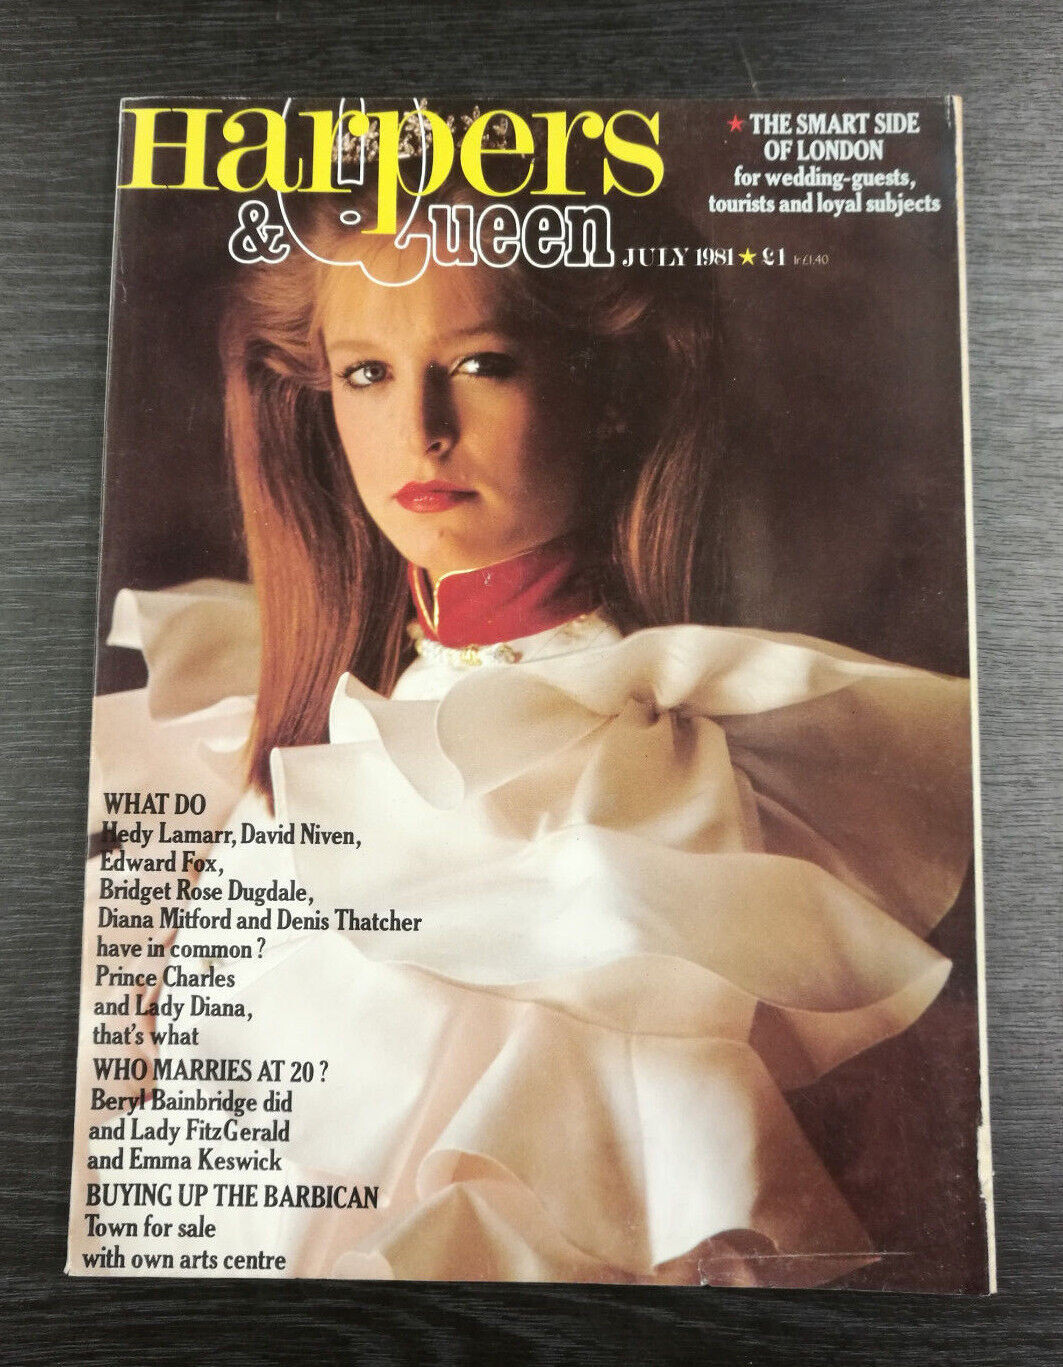 Harpers
& Queen JULY 1981 ★ £1 Ir£1.40
★ THE SMART SIDE
OF LONDON
for wedding-guests,
tourists and loyal subjects
WHAT DO
Hedy Lamarr, David Niven,
Edward Fox,
Bridget Rose Dugdale,
Diana Mitford and Denis Thatcher
have in common?
Prince Charles
and Lady Diana,
that's what
WHO MARRIES AT 20?
Beryl Bainbridge did
and Lady FitzGerald
and Emma Keswick
BUYING UP THE BARBICAN
Town for sale
with own arts centre